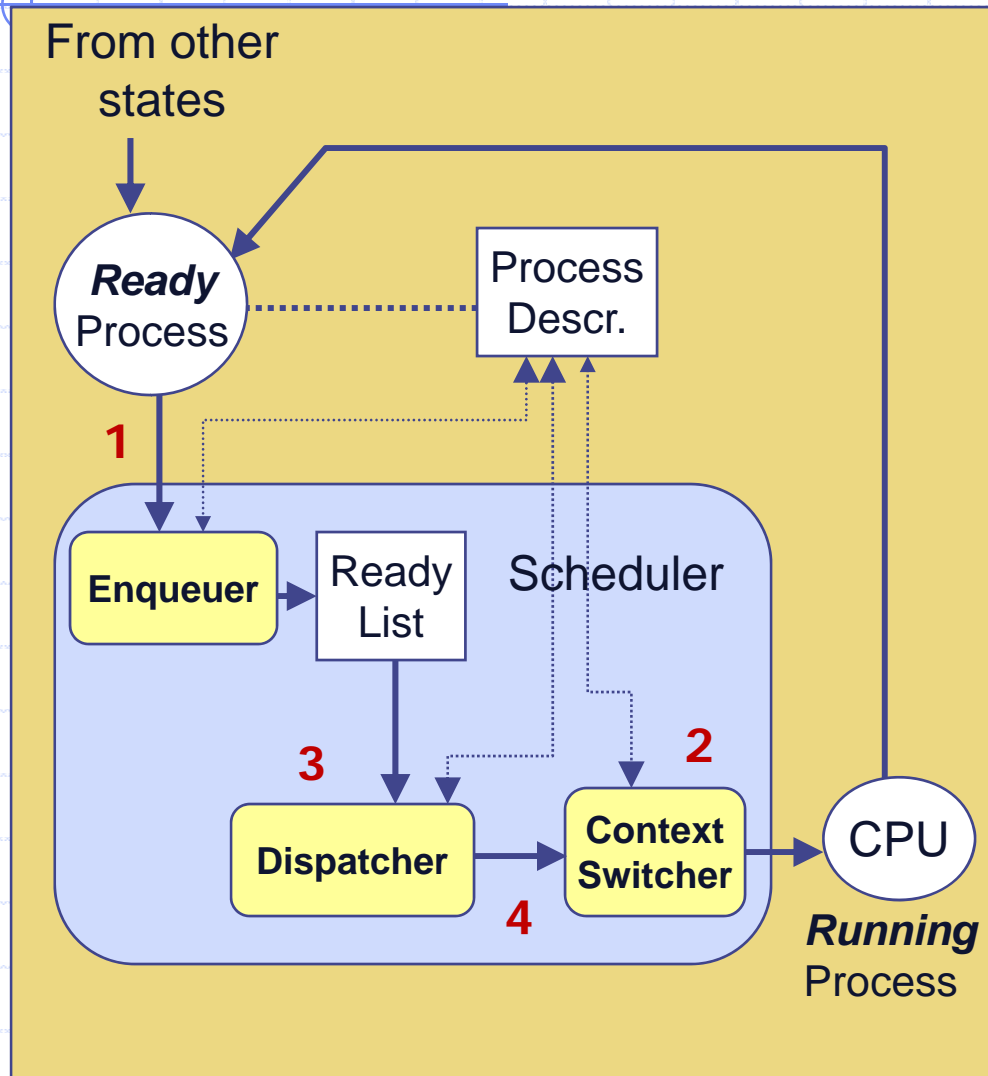 From other
states
Ready
Process
Process
Descr.
1
Enqueuer
Ready
List
Scheduler
3
2
Dispatcher
Context
Switcher
CPU
4
Running
Process